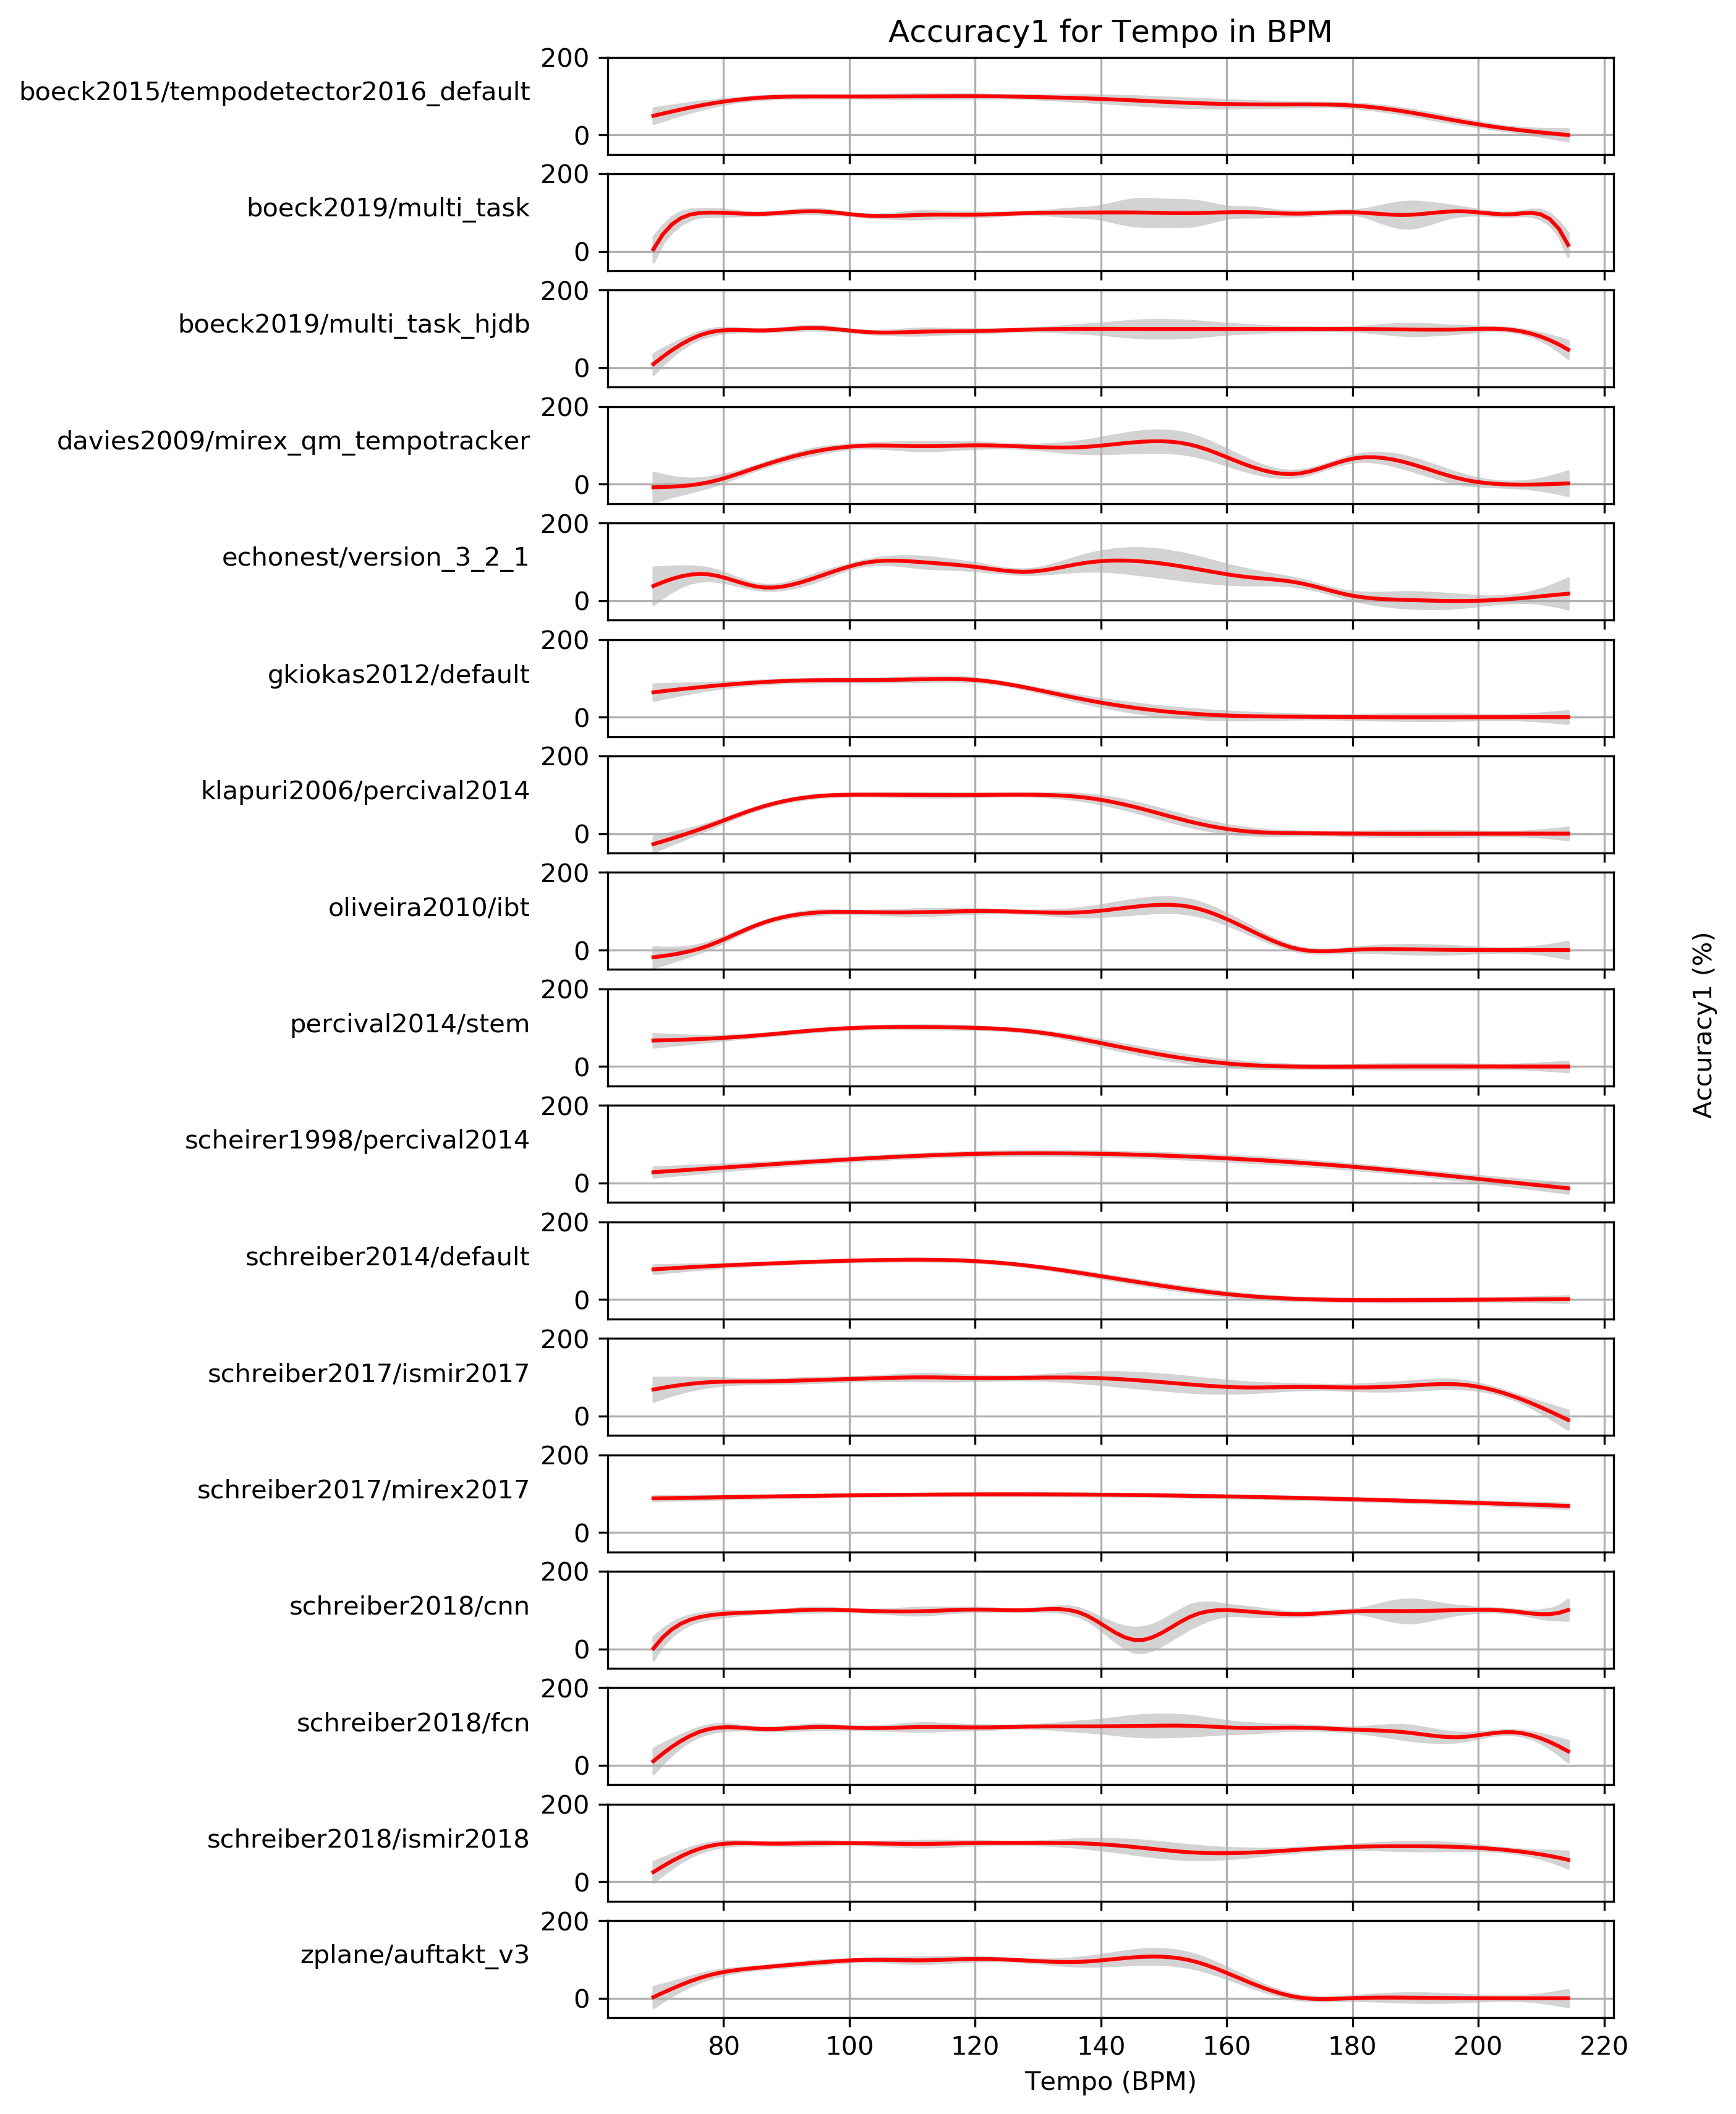 Accuracy1 for Tempo in BPM
boeck2015/tempodetector2016_default
200
0
boeck2019/multi_task
200
0
boeck2019/multi_task_hjdb
200
0
davies2009/mirex_qm_tempotracker
200
0
echonest/version_3_2_1
200
0
gkiokas2012/default
200
0
klapuri2006/percival2014
200
0
oliveira2010/ibt
200
0
percival2014/stem
200
0
scheirer1998/percival2014
200
0
schreiber2014/default
200
0
schreiber2017/ismir2017
200
0
schreiber2017/mirex2017
200
0
schreiber2018/cnn
200
0
schreiber2018/fcn
200
0
schreiber2018/ismir2018
200
0
zplane/auftakt_v3
200
0
80 100 120 140 160 180 200 220
Tempo (BPM)
Accuracy1 (%)